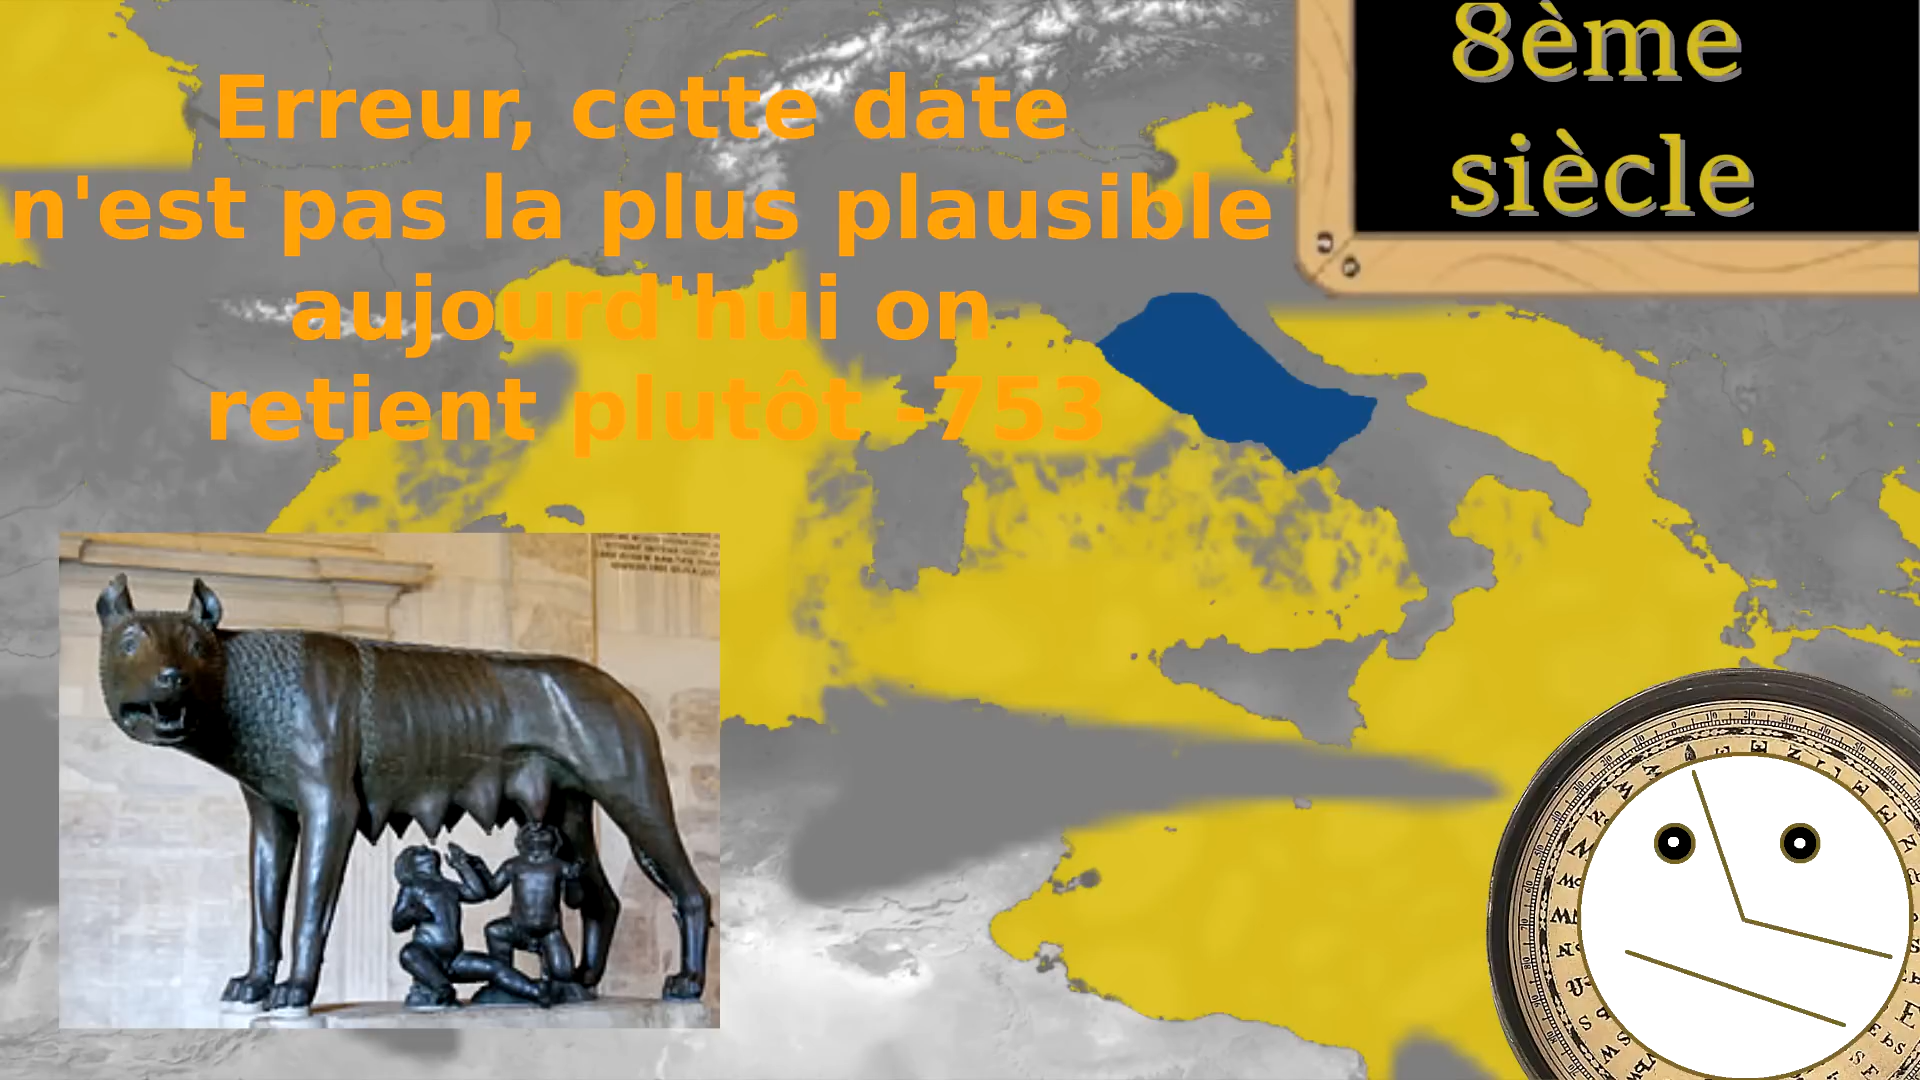 Erreur, cette date
n'est pas la plus plausible
aujourd'hui on
retient plutôt -753
8ème
siècle